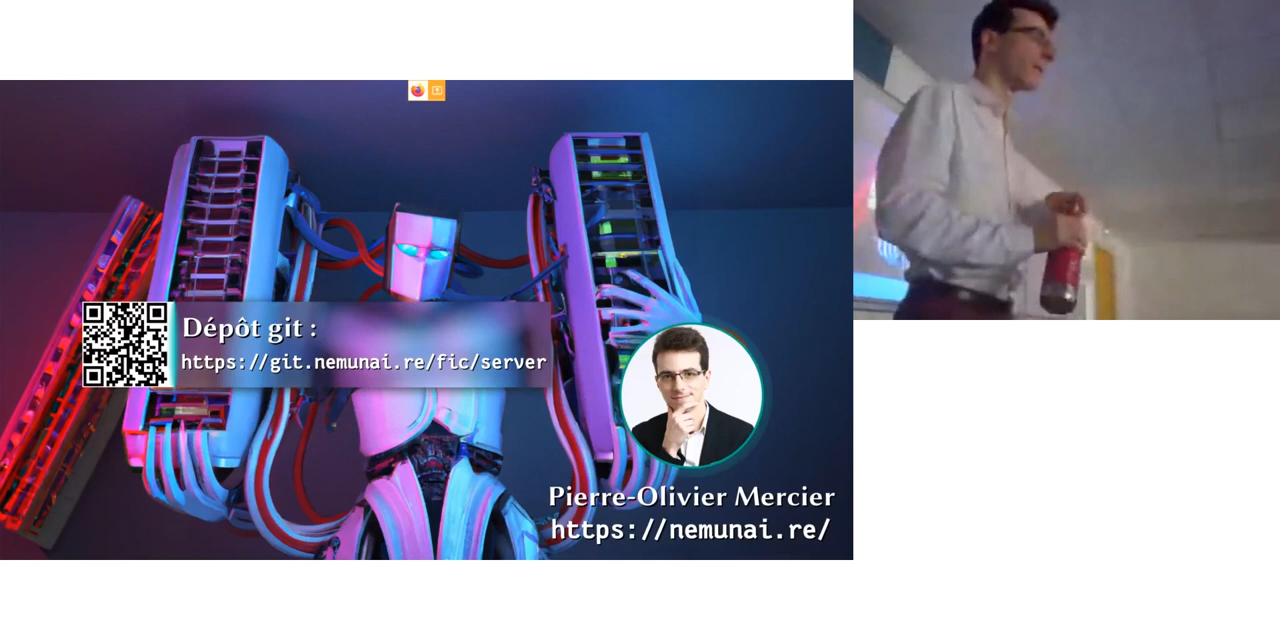 Dépôt git :
https://git.nemunai.re/fic/server
Pierre-Olivier Mercier
https://nemunai.re/